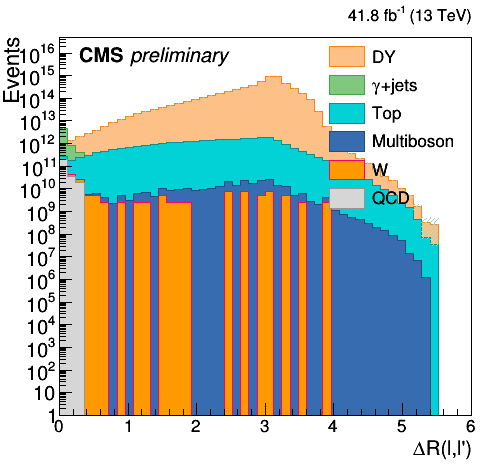 41.8 fb⁻¹ (13 TeV)
Events
CMS preliminary
DY
γ+jets
Top
Multiboson
W
QCD
10¹⁶
10¹⁵
10¹⁴
10¹³
10¹²
10¹¹
10¹⁰
10⁹
10⁸
10⁷
10⁶
10⁵
10⁴
10³
10²
10
1
0 1 2 3 4 5 6
ΔR(l,l')